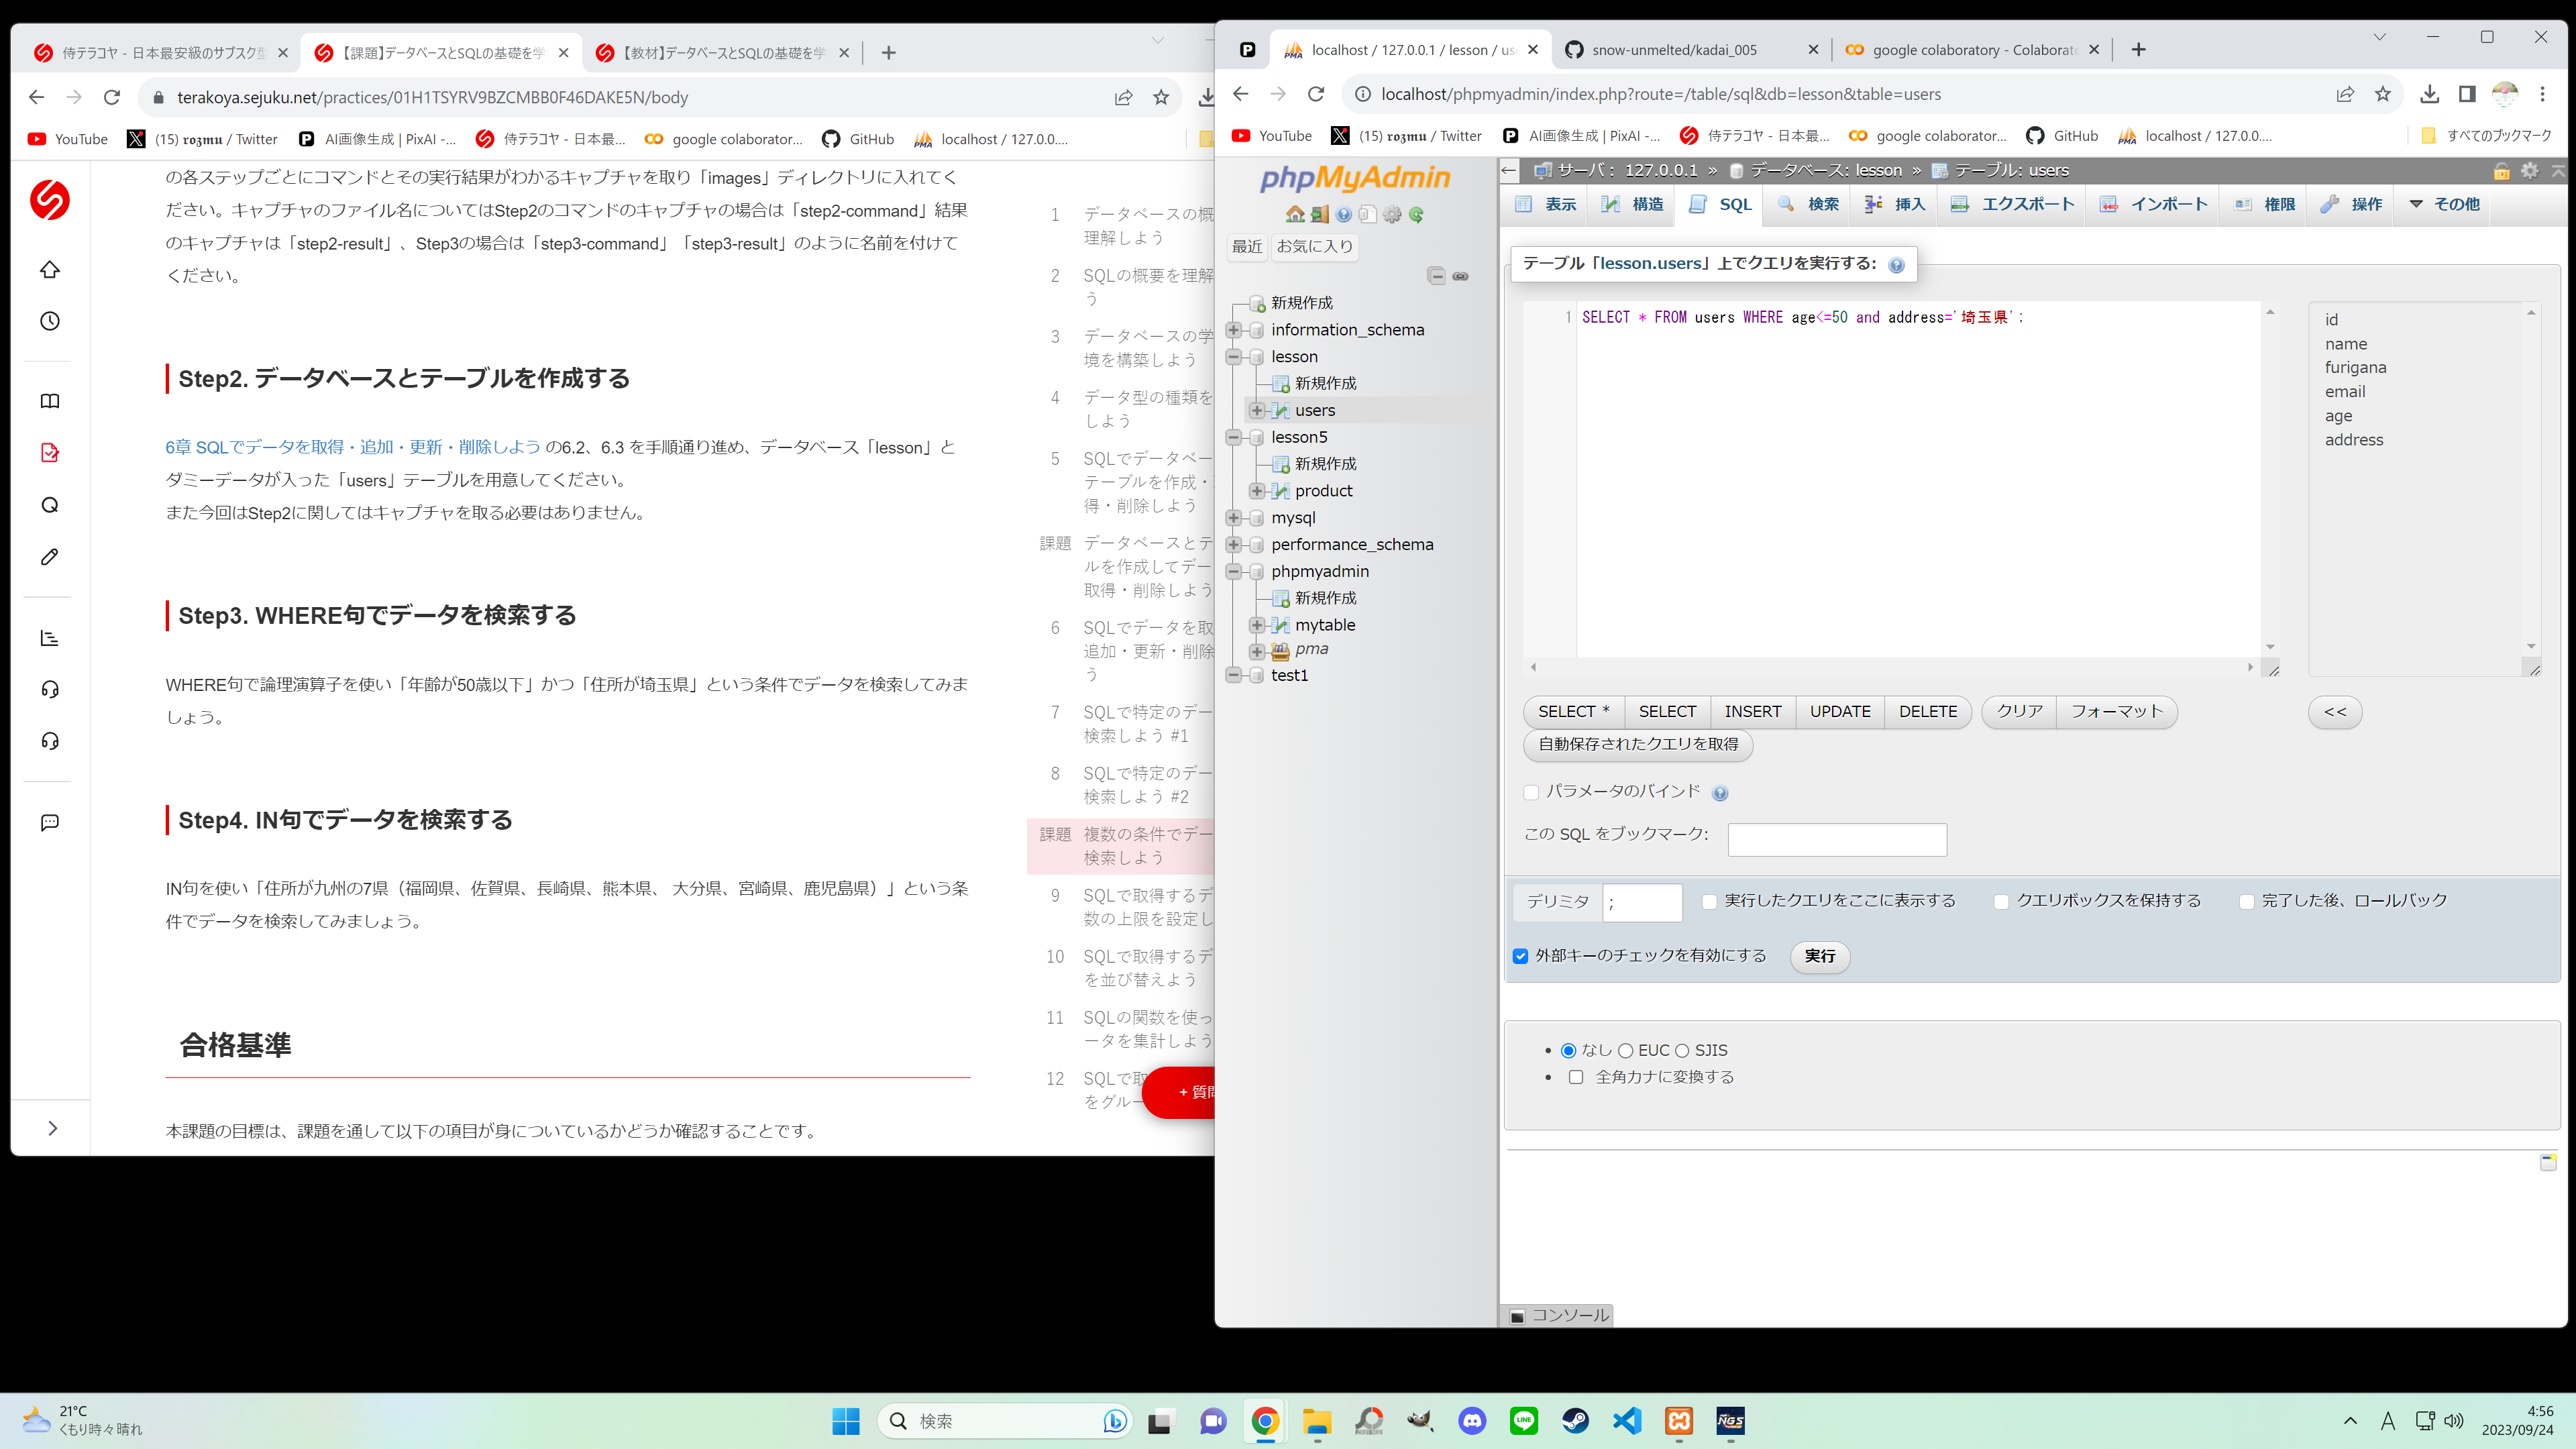 侍テラコヤ - 日本最安級のサブスク型
【課題】データベースとSQLの基礎を学
【教材】データベースとSQLの基礎を学
terakoya.sejuku.net/practices/01H1TSYRV9BZCMBB0F46DAKE5N/body
YouTube
(15) 𝖗𝖔𝖟𝖒𝖚 / Twitter
AI画像生成 | PixAI -...
侍テラコヤ - 日本最...
google colaborator...
GitHub
localhost / 127.0.0....
の各ステップごとにコマンドとその実行結果がわかるキャプチャを取り「images」ディレクトリに入れてく
ださい。キャプチャのファイル名についてはStep2のコマンドのキャプチャの場合は「step2-command」結果
のキャプチャは「step2-result」、Step3の場合は「step3-command」「step3-result」のように名前を付けて
ください。
Step2. データベースとテーブルを作成する
6章 SQLでデータを取得・追加・更新・削除しよう の6.2、6.3 を手順通り進め、データベース「lesson」と
ダミーデータが入った「users」テーブルを用意してください。
また今回はStep2に関してはキャプチャを取る必要はありません。
Step3. WHERE句でデータを検索する
WHERE句で論理演算子を使い「年齢が50歳以下」かつ「住所が埼玉県」という条件でデータを検索してみま
しょう。
Step4. IN句でデータを検索する
IN句を使い「住所が九州の7県（福岡県、佐賀県、長崎県、熊本県、 大分県、宮崎県、鹿児島県）」という条
件でデータを検索してみましょう。
合格基準
本課題の目標は、課題を通して以下の項目が身についているかどうか確認することです。
1 データベースの概
理解しよう
2 SQLの概要を理解
う
3 データベースの学
境を構築しよう
4 データ型の種類を
しよう
5 SQLでデータベー
テーブルを作成・
得・削除しよう
課題 データベースとテ
ルを作成してデー
取得・削除しよう
6 SQLでデータを取
追加・更新・削除
う
7 SQLで特定のデー
検索しよう #1
8 SQLで特定のデー
検索しよう #2
課題 複数の条件でデー
検索しよう
9 SQLで取得するデ
数の上限を設定し
10 SQLで取得するデ
を並び替えよう
11 SQLの関数を使っ
ータを集計しよう
12 SQLで取
をグルー
+ 質問
localhost / 127.0.0.1 / lesson / us
snow-unmelted/kadai_005
google colaboratory - Colaborato
localhost/phpmyadmin/index.php?route=/table/sql&db=lesson&table=users
YouTube
(15) 𝖗𝖔𝖟𝖒𝖚 / Twitter
AI画像生成 | PixAI -...
侍テラコヤ - 日本最...
google colaborator...
GitHub
localhost / 127.0.0....
すべてのブックマーク
phpMyAdmin
最近
お気に入り
新規作成
information_schema
lesson
新規作成
users
lesson5
新規作成
product
mysql
performance_schema
phpmyadmin
新規作成
mytable
pma
test1
サーバ: 127.0.0.1 » データベース: lesson » テーブル: users
表示
構造
SQL
検索
挿入
エクスポート
インポート
権限
操作
その他
テーブル「lesson.users」上でクエリを実行する:
1 SELECT * FROM users WHERE age<=50 and address='埼玉県';
id
name
furigana
email
age
address
SELECT *
SELECT
INSERT
UPDATE
DELETE
クリア
フォーマット
<<
自動保存されたクエリを取得
パラメータのバインド
この SQL をブックマーク:
デリミタ ;
実行したクエリをここに表示する
クエリボックスを保持する
完了した後、ロールバック
外部キーのチェックを有効にする
実行
なし EUC SJIS
全角カナに変換する
コンソール
21°C
くもり時々晴れ
検索
NGS
A
4:56
2023/09/24